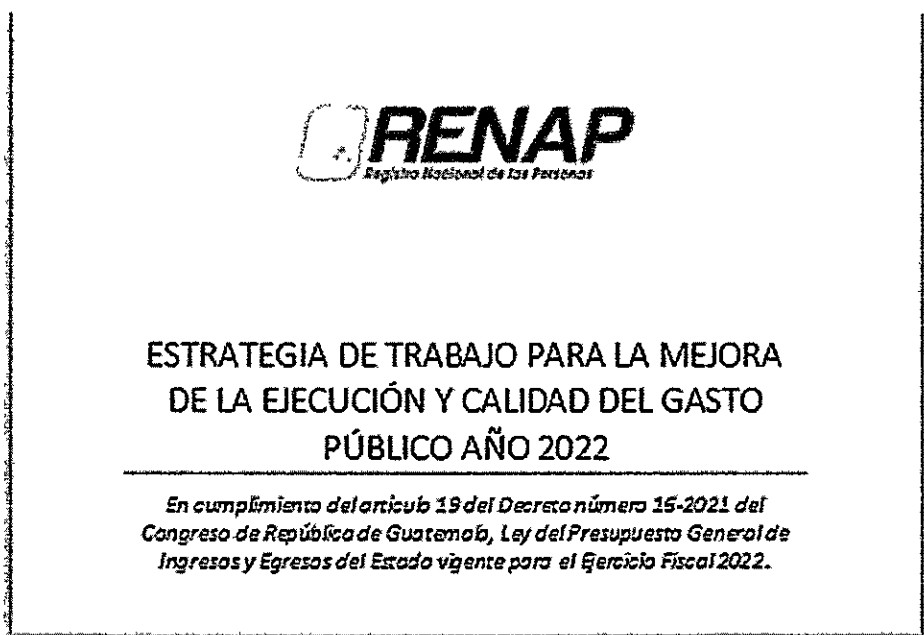 RENAP
Registro Nacional de las Personas
ESTRATEGIA DE TRABAJO PARA LA MEJORA
DE LA EJECUCIÓN Y CALIDAD DEL GASTO
PÚBLICO AÑO 2022
En cumplimiento del artículo 19 del Decreto número 16-2021 del
Congreso de República de Guatemala, Ley del Presupuesto General de
Ingresos y Egresos del Estado vigente para el Ejercicio Fiscal 2022.